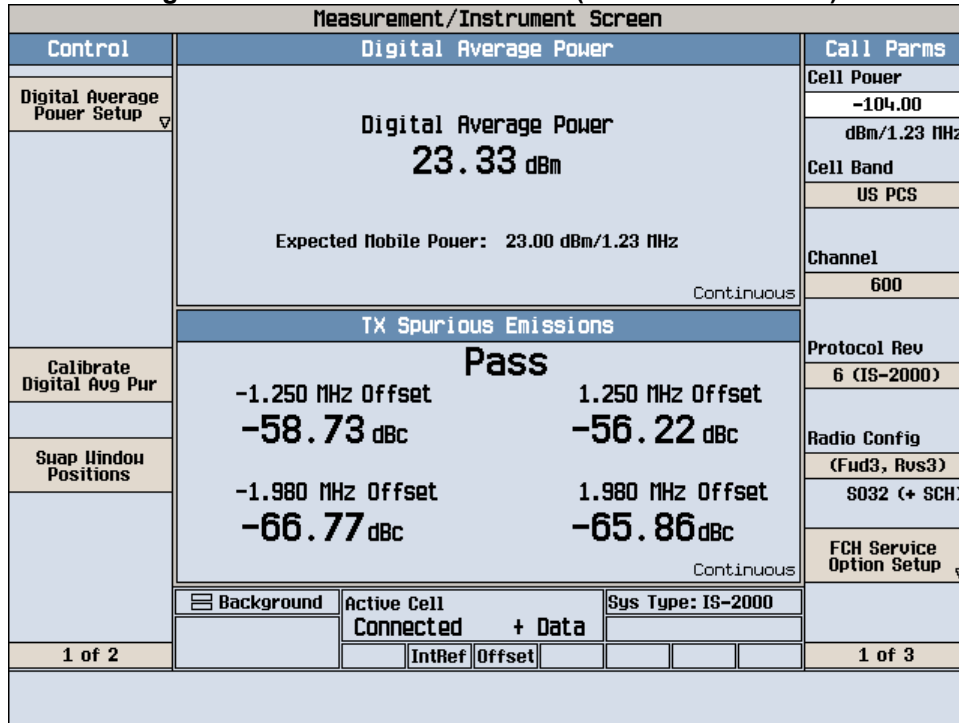 Measurement/Instrument Screen
Control
Digital Average
Power Setup
Calibrate
Digital Avg Pwr
Swap Window
Positions
1 of 2
Digital Average Power
Digital Average Power
23.33 dBm
Expected Mobile Power: 23.00 dBm/1.23 MHz
Continuous
TX Spurious Emissions
Pass
-1.250 MHz Offset
1.250 MHz Offset
-58.73 dBc
-56.22 dBc
-1.980 MHz Offset
1.980 MHz Offset
-66.77 dBc
-65.86 dBc
Continuous
Background
Active Cell
Sys Type: IS-2000
Connected + Data
IntRef
Offset
Call Parms
Cell Power
-104.00
dBm/1.23 MHz
Cell Band
US PCS
Channel
600
Protocol Rev
6 (IS-2000)
Radio Config
(Fwd3, Rvs3)
SO32 (+ SCH)
FCH Service
Option Setup
1 of 3